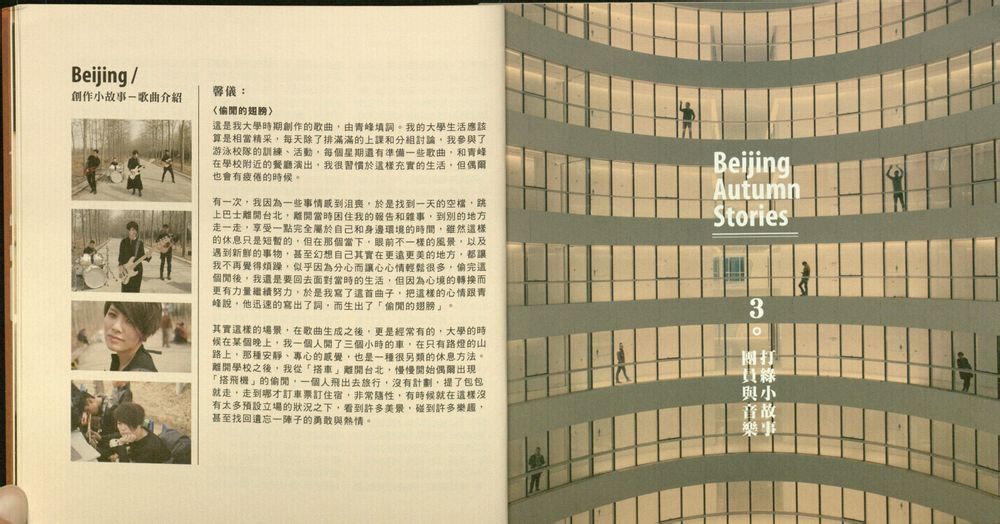 Beijing /
創作小故事－歌曲介紹
馨儀：
〈偷閒的翅膀〉
這是我大學時期創作的歌曲，由青峰填詞。我的大學生活應該
算是相當精采，每天除了排滿滿的上課和分組討論，我參與了
游泳校隊的訓練、活動，每個星期還有準備一些歌曲，和青峰
在學校附近的餐廳演出，我很習慣於這樣充實的生活，但偶爾
也會有疲倦的時候。
有一次，我因為一些事情感到沮喪，於是找到一天的空檔，跳
上巴士離開台北，離開當時困住我的報告和雜事，到別的地方
走一走，享受一點完全屬於自己和身邊環境的時間，雖然這樣
的休息只是短暫的，但在那個當下，眼前不一樣的風景，以及
遇到新鮮的事物，甚至幻想自己其實在更遠更美的地方，都讓
我不再覺得煩躁，似乎因為分心而讓心情輕鬆很多，偷完這
個閒後，我還是要回去面對當時的生活，但因為心境的轉換而
更有力量繼續努力，於是我寫了這首曲子，把這樣的心情跟青
峰說，他迅速的寫出了詞，而生出了「偷閒的翅膀」。
其實這樣的場景，在歌曲生成之後，更是經常有的，大學的時
候在某個晚上，我一個人開了三個小時的車，在只有路燈的山
路上，那種安靜、專心的感覺，也是一種很另類的休息方法。
離開學校之後，我從「搭車」離開台北，慢慢開始偶爾出現
「搭飛機」的偷閒，一個人飛出去旅行，沒有計劃，提了包包
就走，走到哪才訂車票訂住宿，非常隨性，有時候就在這樣沒
有太多預設立場的狀況之下，看到許多美景，碰到許多樂趣，
甚至找回遺忘一陣子的勇敢與熱情。
Beijing
Autumn
Stories
3。
打綠小故事
團員與音樂